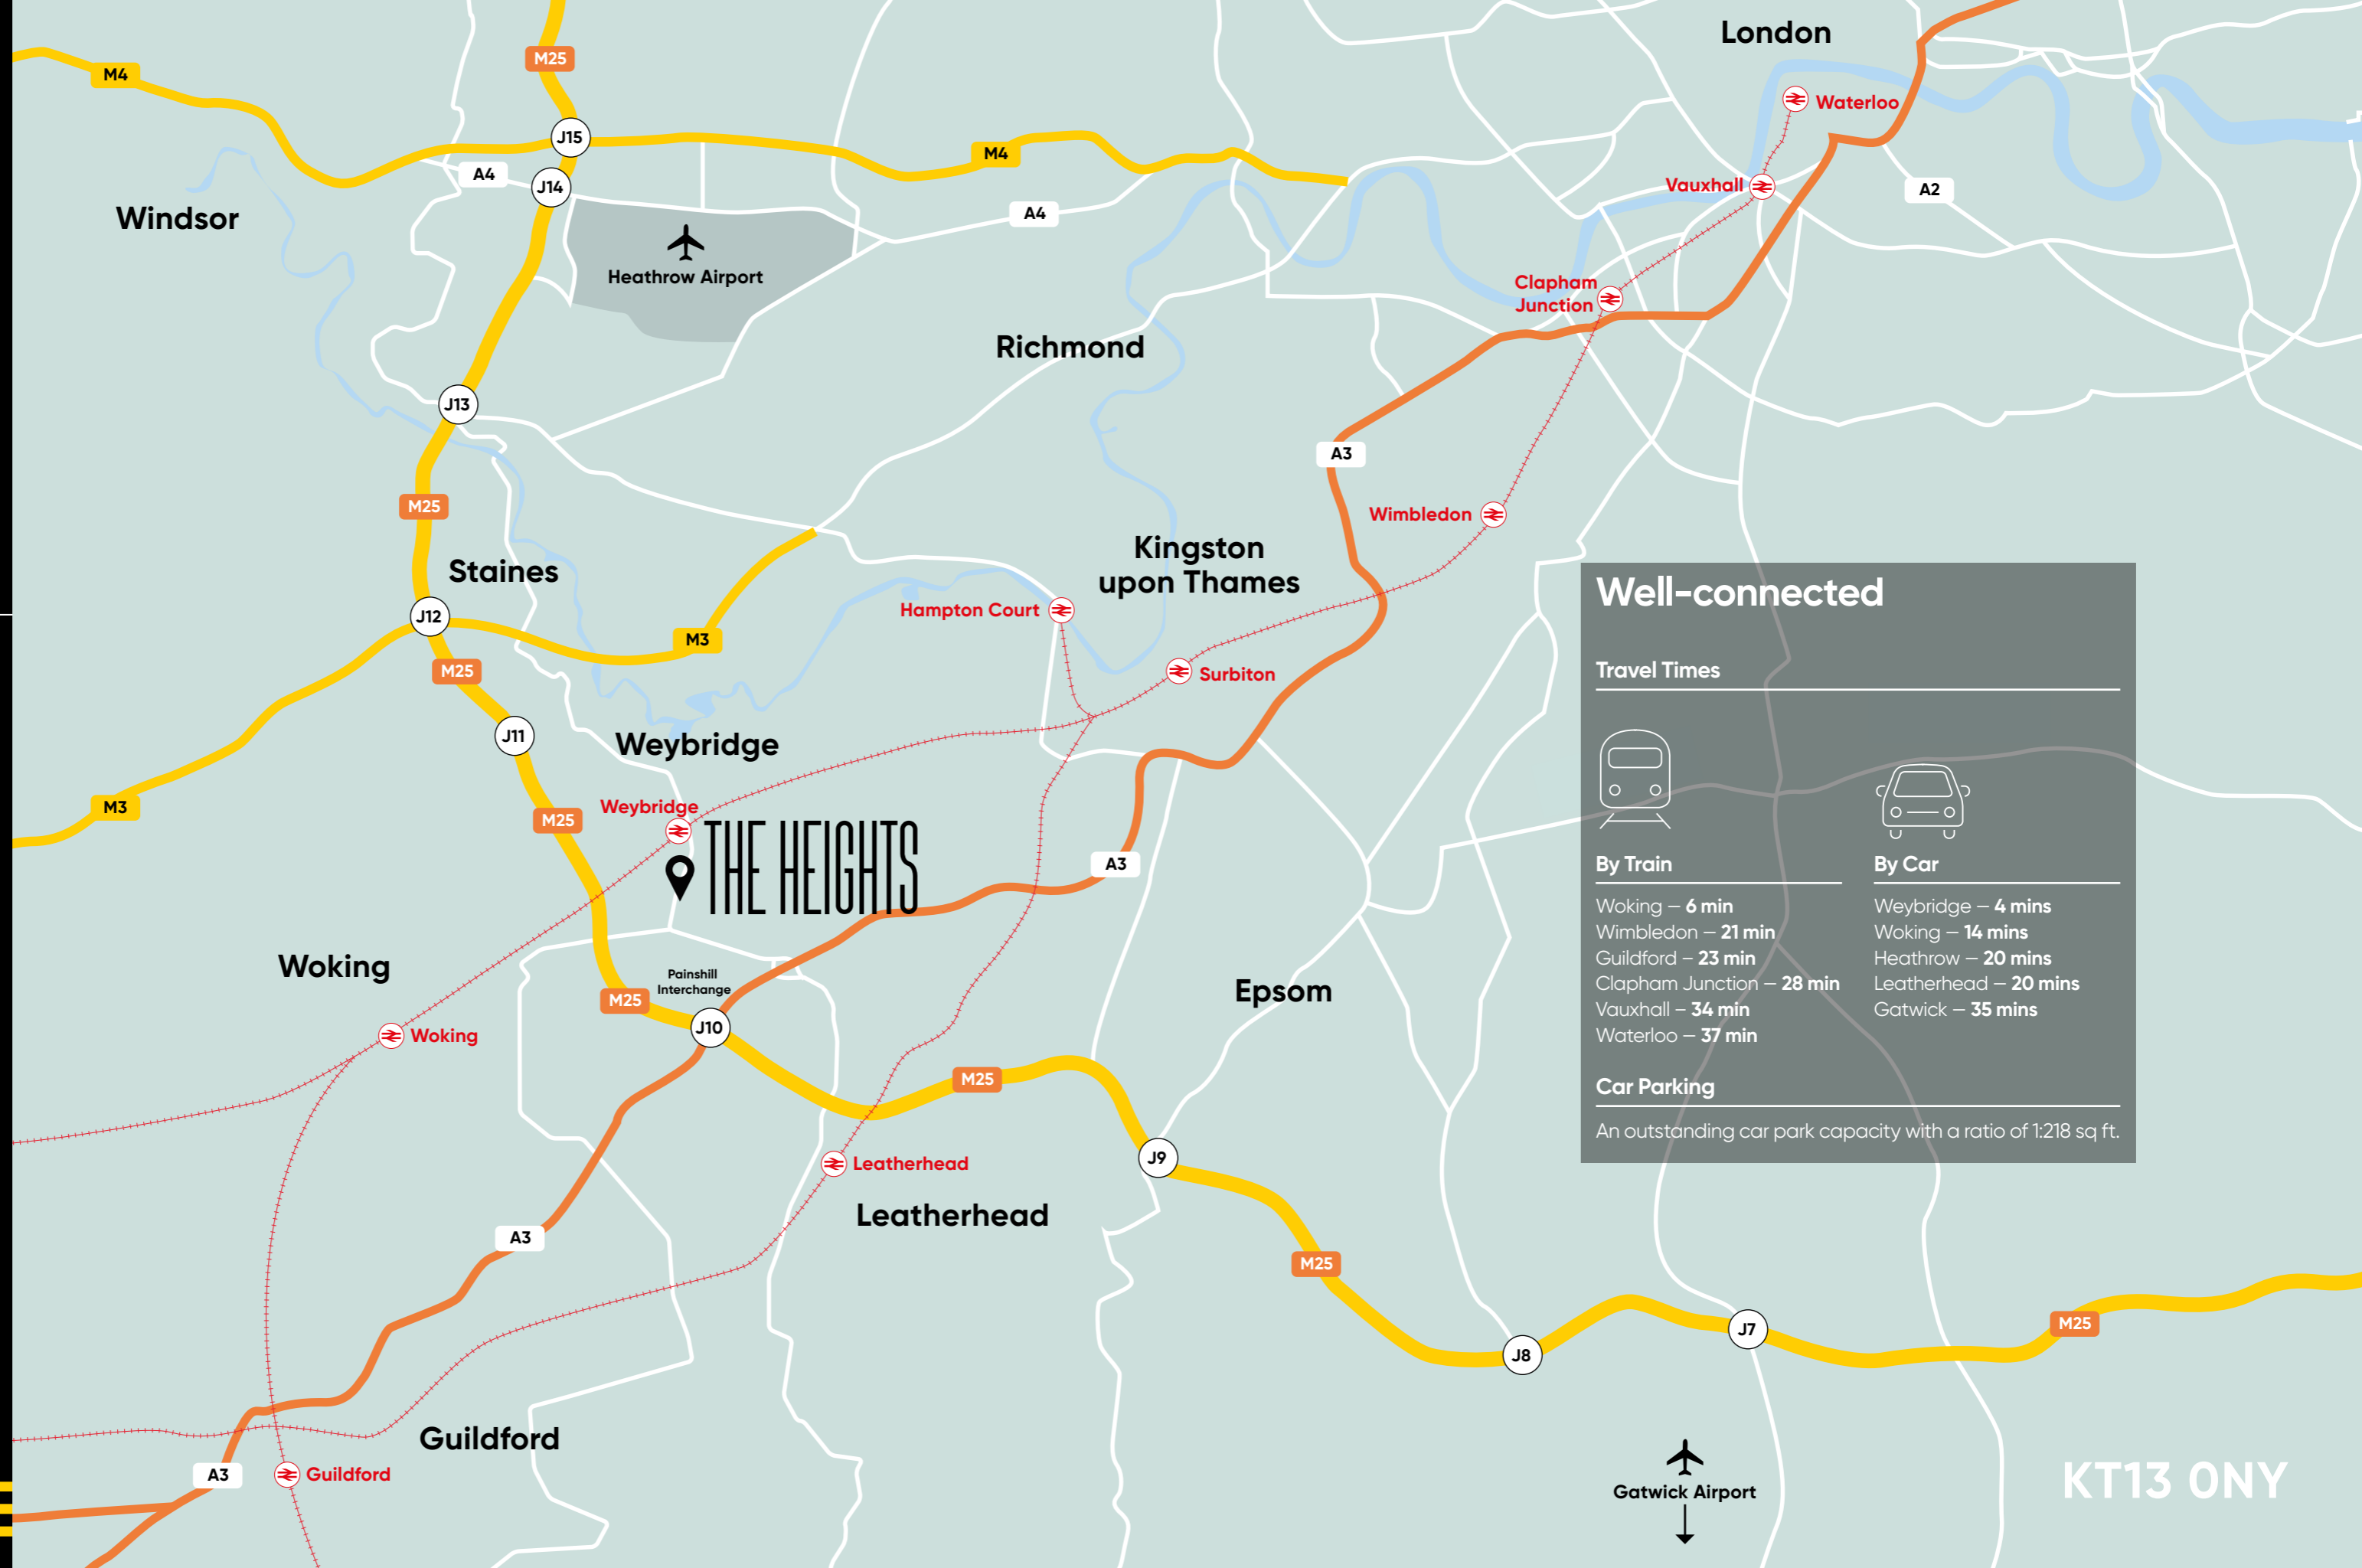 London
M25
M4
Waterloo
J15
M4
A4
J14
Vauxhall
A2
Windsor
A4
Heathrow Airport
Clapham
Junction
Richmond
J13
A3
M25
Wimbledon
Kingston
upon Thames
Staines
Well-connected
Hampton Court
J12
M3
M25
Surbiton
Travel Times
J11
Weybridge
M3
Weybridge
M25
THE HEIGHTS
A3
By Train
By Car
Woking – 6 min
Weybridge – 4 mins
Wimbledon – 21 min
Woking – 14 mins
Guildford – 23 min
Heathrow – 20 mins
Clapham Junction – 28 min
Leatherhead – 20 mins
Vauxhall – 34 min
Gatwick – 35 mins
Waterloo – 37 min
Woking
Painshill
Interchange
Epsom
M25
J10
Woking
M25
Car Parking
An outstanding car park capacity with a ratio of 1:218 sq ft.
J9
Leatherhead
Leatherhead
A3
M25
M25
J7
J8
Guildford
A3
Guildford
Gatwick Airport
KT13 0NY